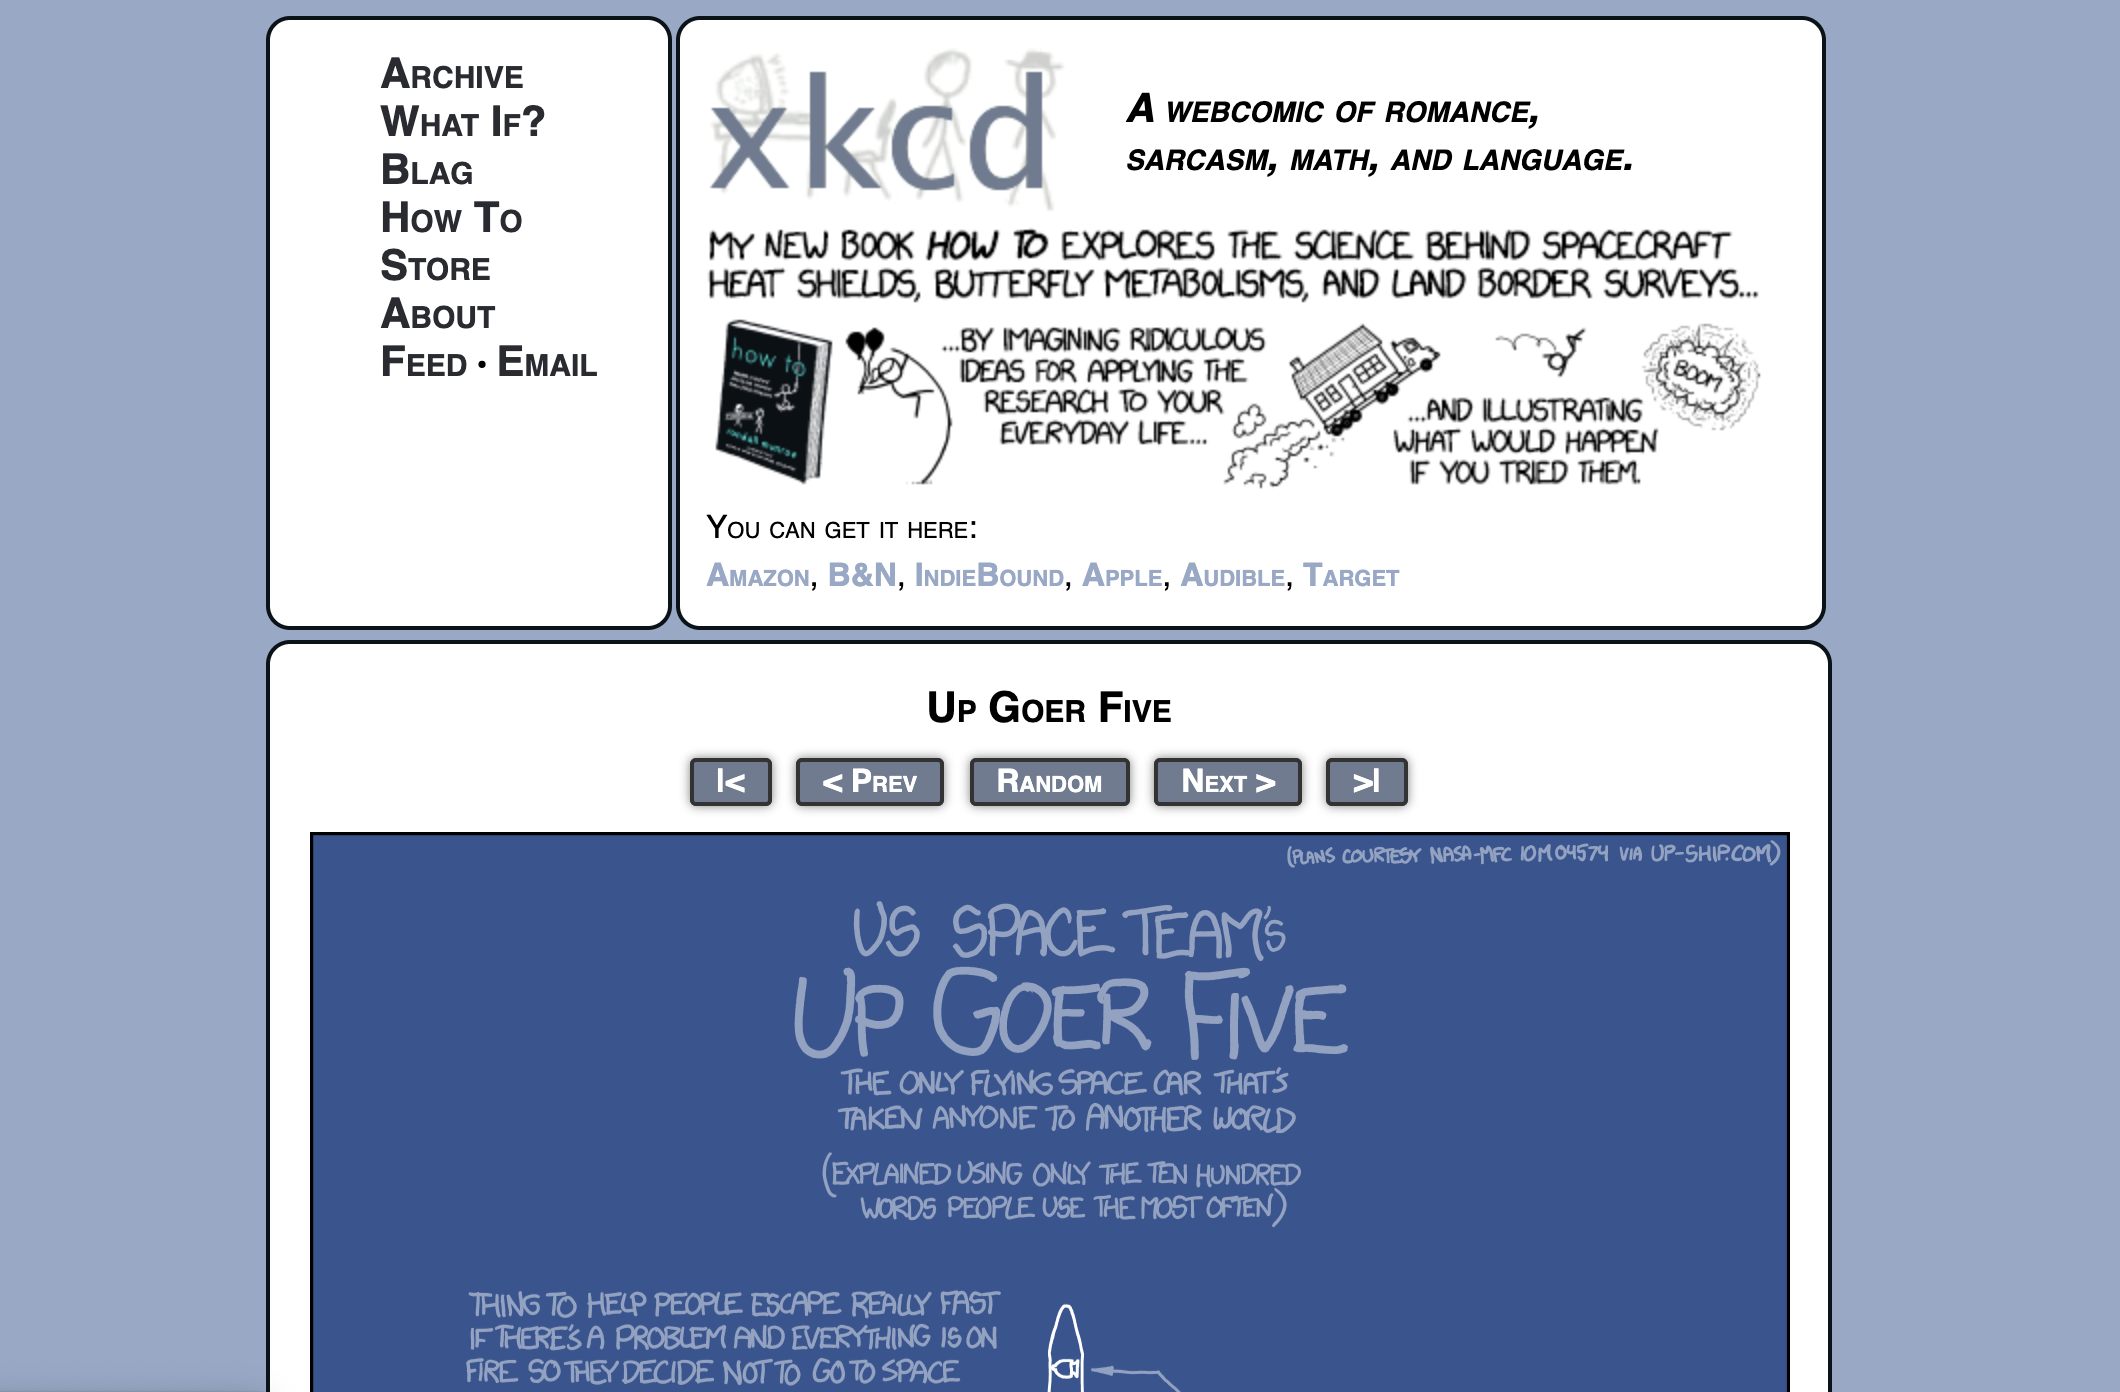 Archive
What If?
Blag
How To
Store
About
Feed • Email
xkcd
A webcomic of romance,
sarcasm, math, and language.
MY NEW BOOK HOW TO EXPLORES THE SCIENCE BEHIND SPACECRAFT
HEAT SHIELDS, BUTTERFLY METABOLISMS, AND LAND BORDER SURVEYS...
how to
randall munroe
...BY IMAGINING RIDICULOUS
IDEAS FOR APPLYING THE
RESEARCH TO YOUR
EVERYDAY LIFE...
...AND ILLUSTRATING
WHAT WOULD HAPPEN
IF YOU TRIED THEM.
BOOM
You can get it here:
Amazon, B&N, IndieBound, Apple, Audible, Target
Up Goer Five
|<
< Prev
Random
Next >
>|
(PLANS COURTESY NASA-MFC 10M04574 VIA UP-SHIP.COM)
US SPACE TEAM'S
UP GOER FIVE
THE ONLY FLYING SPACE CAR THAT'S
TAKEN ANYONE TO ANOTHER WORLD
(EXPLAINED USING ONLY THE TEN HUNDRED
WORDS PEOPLE USE THE MOST OFTEN)
THING TO HELP PEOPLE ESCAPE REALLY FAST
IF THERE'S A PROBLEM AND EVERYTHING IS ON
FIRE SO THEY DECIDE NOT TO GO TO SPACE